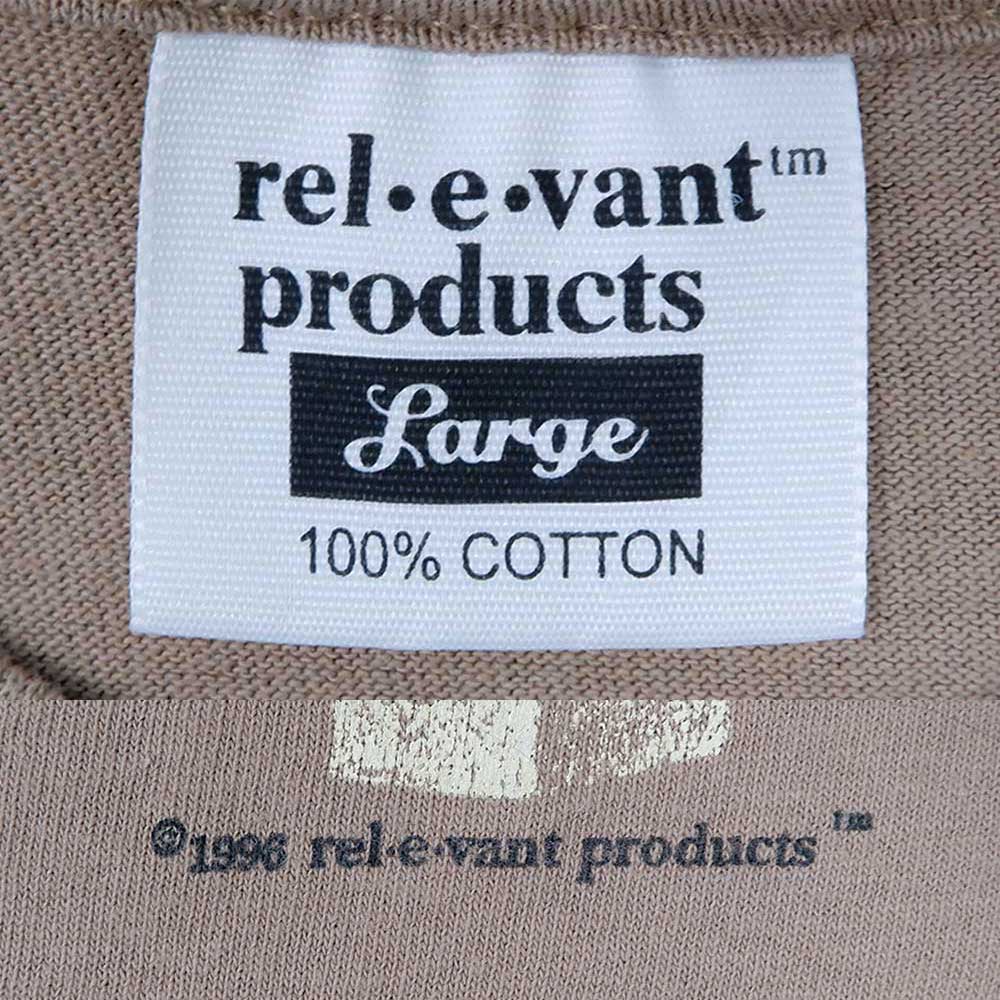 rel•e•vant™
products
Large
100% COTTON
©1996 rel•e•vant products™